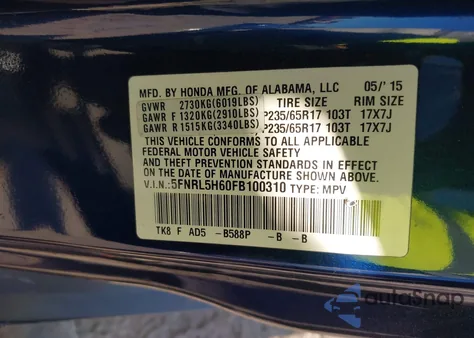 MFD. BY HONDA MFG. OF ALABAMA, LLC 05/'15
GVWR 2730KG(6019LBS) TIRE SIZE RIM SIZE
GAWR F 1320KG(2910LBS) P235/65R17 103T 17X7J
GAWR R 1515KG(3340LBS) P235/65R17 103T 17X7J
THIS VEHICLE CONFORMS TO ALL APPLICABLE
FEDERAL MOTOR VEHICLE SAFETY
AND THEFT PREVENTION STANDARDS IN EFFECT
ON THE DATE OF MANUFACTURE SHOWN ABOVE.
V.I.N.: 5FNRL5H60FB100310 TYPE: MPV
TK8 F AD5 -B588P -B -B
autoSnap